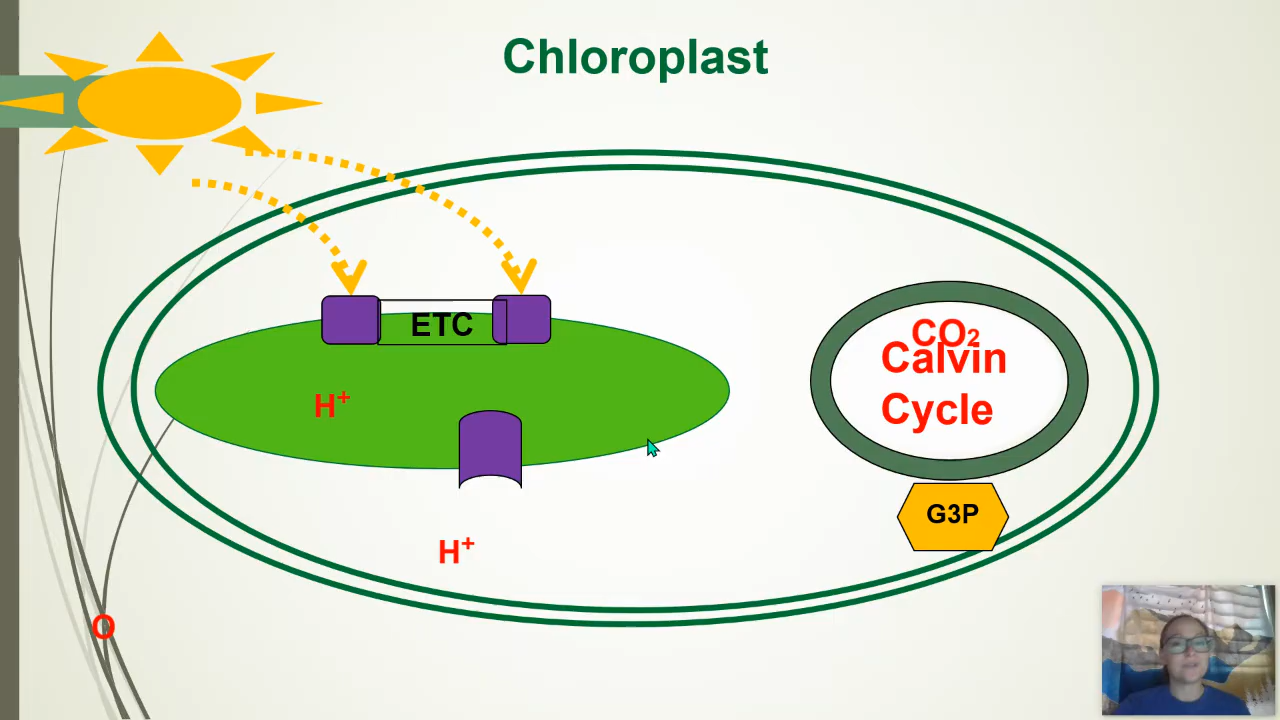 Chloroplast
ETC
H⁺
H⁺
CO₂
Calvin
Cycle
G3P
O